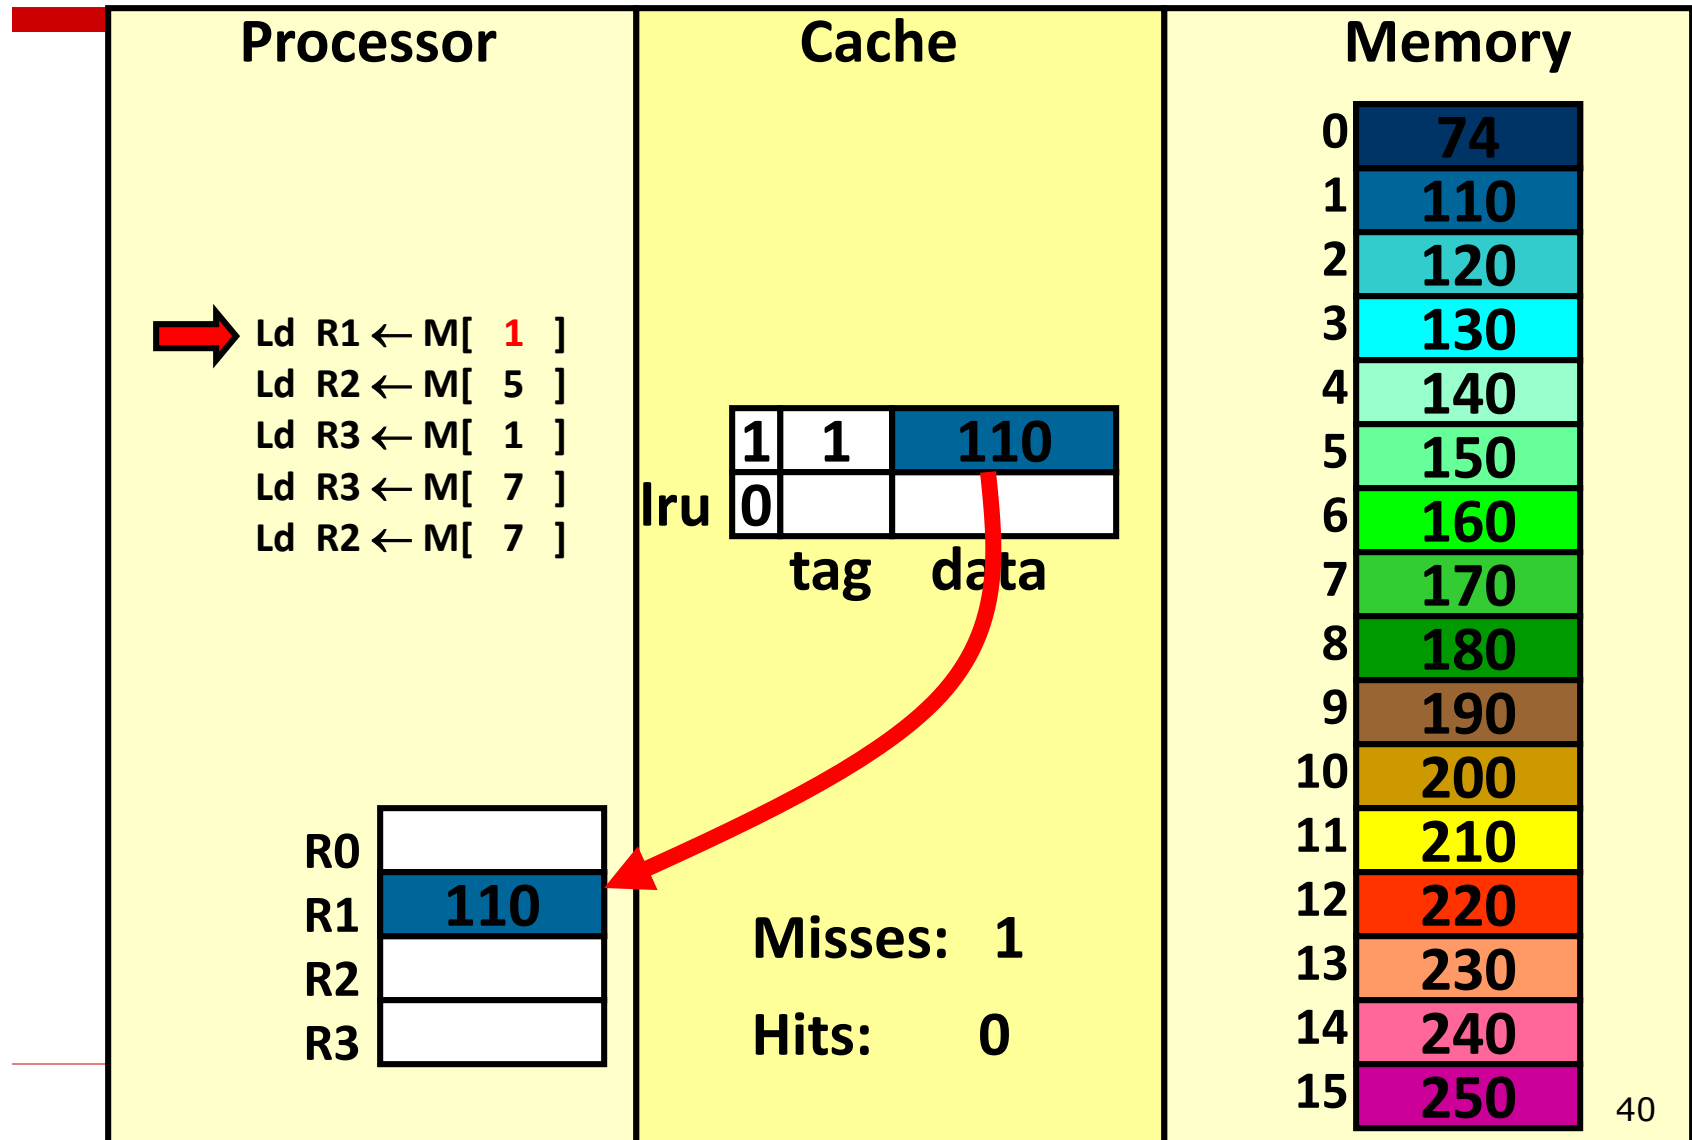 Processor
Ld R1 ← M[ 1 ]
Ld R2 ← M[ 5 ]
Ld R3 ← M[ 1 ]
Ld R3 ← M[ 7 ]
Ld R2 ← M[ 7 ]
R0
R1 110
R2
R3
Cache
1 1 110
lru 0
tag data
Misses: 1
Hits: 0
Memory
0 74
1 110
2 120
3 130
4 140
5 150
6 160
7 170
8 180
9 190
10 200
11 210
12 220
13 230
14 240
15 250
40